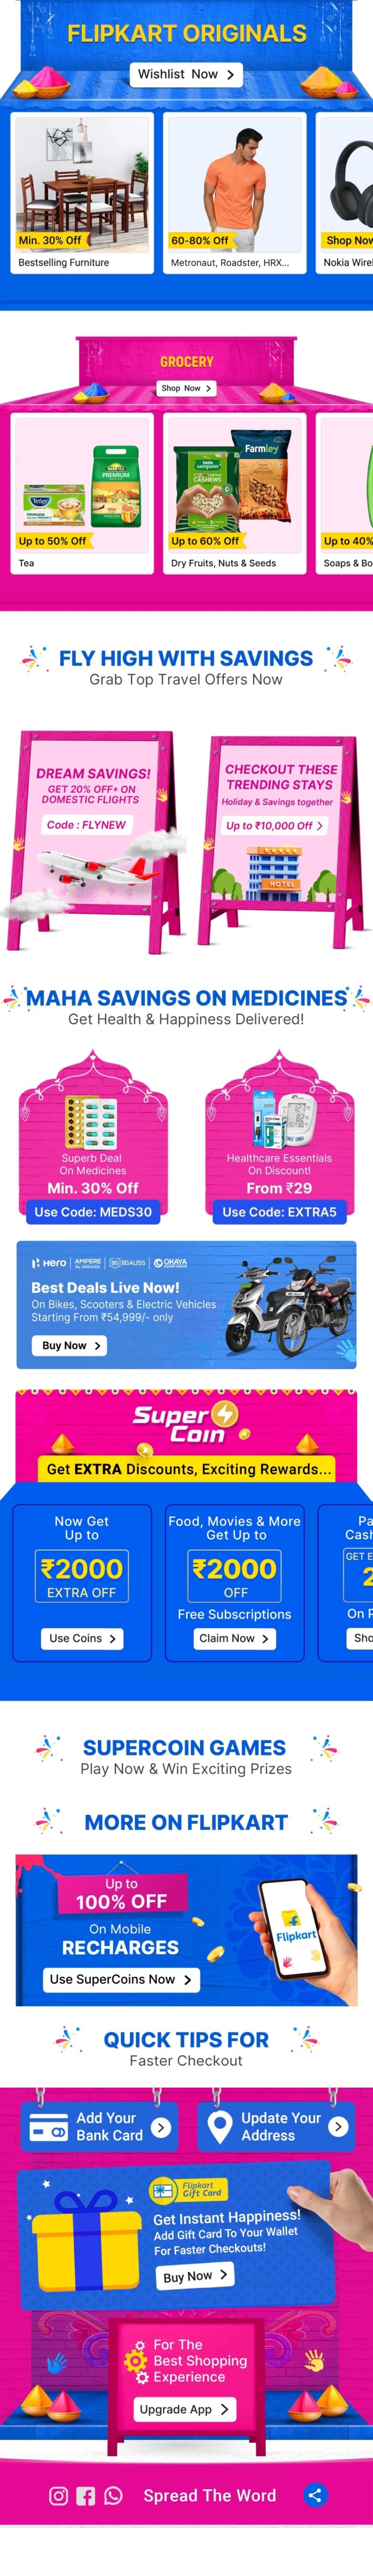 FLIPKART ORIGINALS
Wishlist Now >
Min. 30% Off
60-80% Off
Shop Now
Bestselling Furniture
Metronaut, Roadster, HRX...
Nokia Wirel
GROCERY
Shop Now >
Tetley
PREMIUM
TATA
sampann
CASHEWS
Farmley
Up to 50% Off
Up to 60% Off
Up to 40%
Tea
Dry Fruits, Nuts & Seeds
Soaps & Bo
FLY HIGH WITH SAVINGS
Grab Top Travel Offers Now
DREAM SAVINGS!
GET 20% OFF* ON
DOMESTIC FLIGHTS
Code : FLYNEW
CHECKOUT THESE
TRENDING STAYS
Holiday & Savings together
Up to ₹10,000 Off >
HOTEL
MAHA SAVINGS ON MEDICINES
Get Health & Happiness Delivered!
Superb Deal
On Medicines
Min. 30% Off
Use Code: MEDS30
Healthcare Essentials
On Discount!
From ₹29
Use Code: EXTRA5
Hero
AMPERE
BY GREAVES
BG BGAUSS
OKAYA
Best Deals Live Now!
On Bikes, Scooters & Electric Vehicles
Starting From ₹54,999/- only
Buy Now >
Super
Coin
Get EXTRA Discounts, Exciting Rewards...
Now Get
Up to
₹2000
EXTRA OFF
Use Coins >
Food, Movies & More
Get Up to
₹2000
OFF
Free Subscriptions
Claim Now >
Pa
Cash
GET E
2
On F
Sho
SUPERCOIN GAMES
Play Now & Win Exciting Prizes
MORE ON FLIPKART
Up to
100% OFF
On Mobile
RECHARGES
Use SuperCoins Now >
Flipkart
QUICK TIPS FOR
Faster Checkout
Add Your
Bank Card
Update Your
Address
Flipkart
Gift Card
Get Instant Happiness!
Add Gift Card To Your Wallet
For Faster Checkouts!
Buy Now >
For The
Best Shopping
Experience
Upgrade App >
Spread The Word